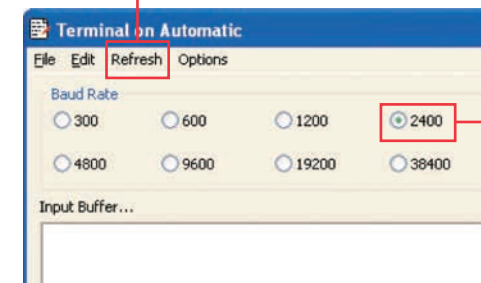 Terminal on Automatic
File Edit Refresh Options
Baud Rate
300 600 1200 2400
4800 9600 19200 38400
Input Buffer...